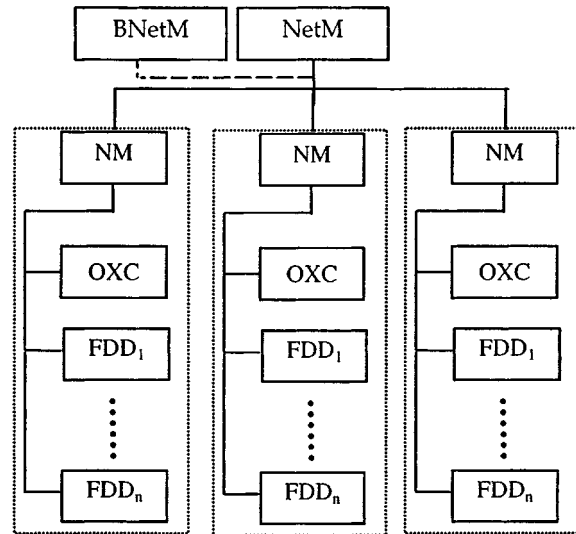 BNetM NetM
NM NM NM
OXC OXC OXC
FDD₁ FDD₁ FDD₁
FDDₙ FDDₙ FDDₙ